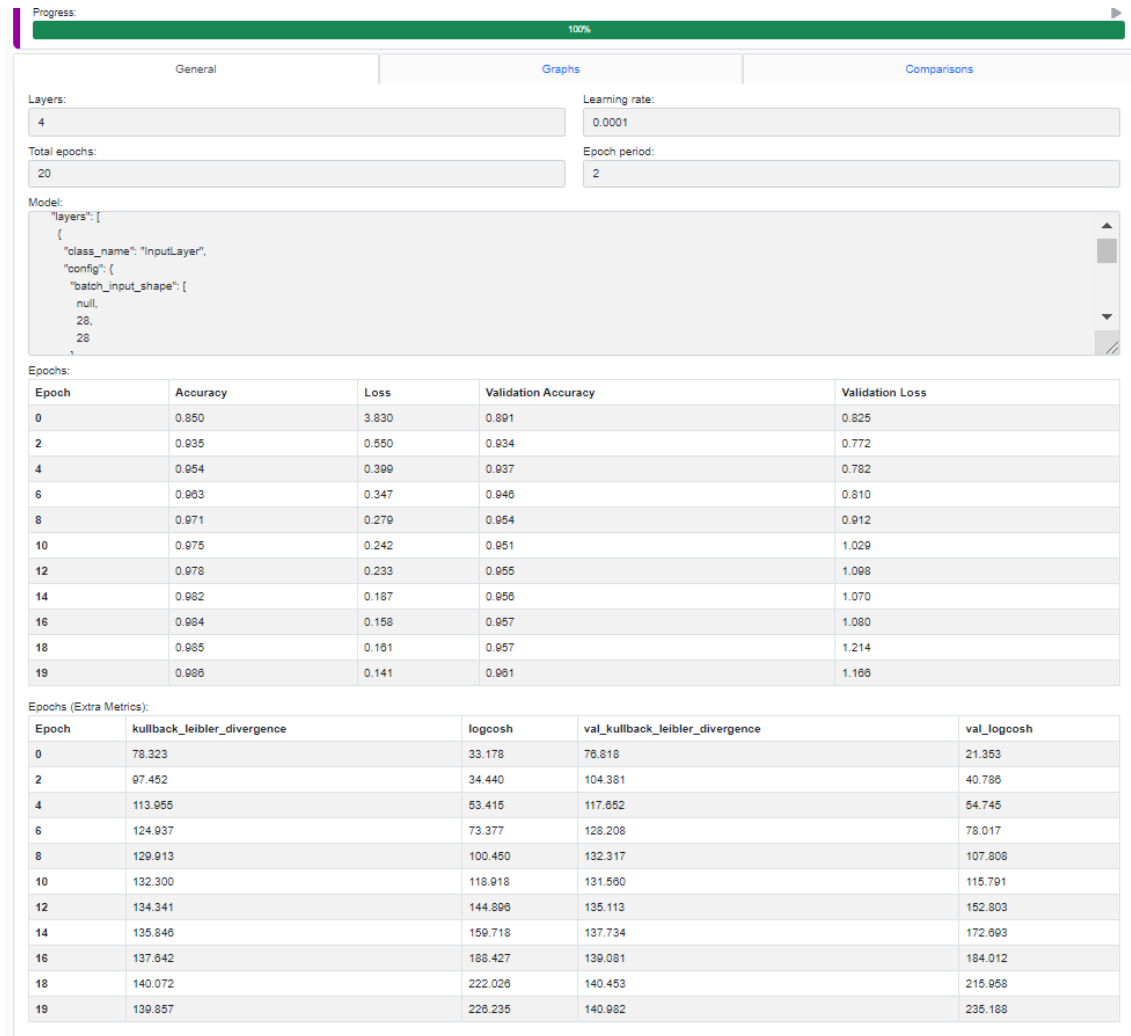 Progress:
100%
General Graphs Comparisons
Layers: Learning rate:
4 0.0001
Total epochs: Epoch period:
20 2
Model:
"layers": [
{
"class_name": "InputLayer",
"config": {
"batch_input_shape": [
null,
28,
28
]
Epochs:
Epoch Accuracy Loss Validation Accuracy Validation Loss
0 0.850 3.830 0.891 0.825
2 0.935 0.550 0.934 0.772
4 0.954 0.399 0.937 0.782
6 0.963 0.347 0.946 0.810
8 0.971 0.279 0.954 0.912
10 0.975 0.242 0.951 1.029
12 0.978 0.233 0.955 1.098
14 0.982 0.187 0.956 1.070
16 0.984 0.158 0.957 1.080
18 0.985 0.161 0.957 1.214
19 0.986 0.141 0.961 1.166
Epochs (Extra Metrics):
Epoch kullback_leibler_divergence logcosh val_kullback_leibler_divergence val_logcosh
0 78.323 33.178 76.818 21.353
2 97.452 34.440 104.381 40.786
4 113.955 53.415 117.652 54.745
6 124.937 73.377 128.208 78.017
8 129.913 100.450 132.317 107.808
10 132.300 118.918 131.560 115.791
12 134.341 144.896 135.113 152.803
14 135.846 159.718 137.734 172.693
16 137.642 188.427 139.081 184.012
18 140.072 222.026 140.453 215.958
19 139.857 226.235 140.982 235.188